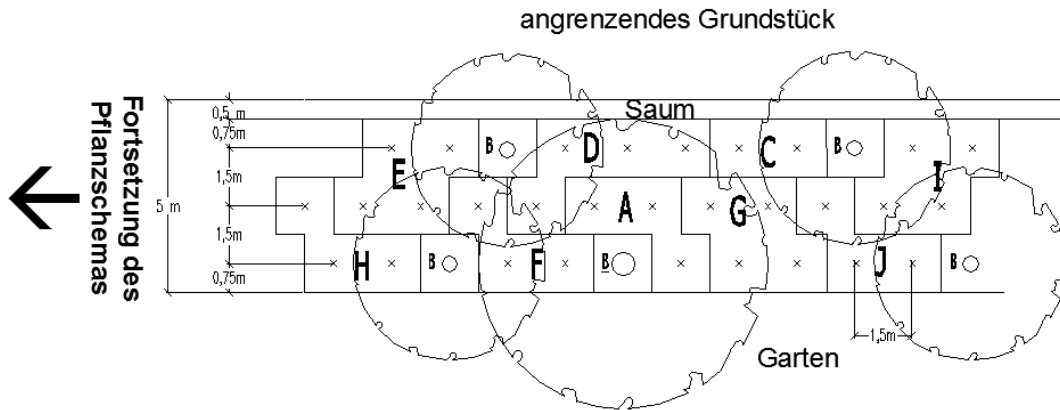 angrenzendes Grundstück
Fortsetzung des
Pflanzschemas
5 m
0,5 m
0,75m
1,5m
1,5m
0,75m
Saum
B
D
C
B
E
I
A
G
H
B
F
B
J
B
1,5m
Garten